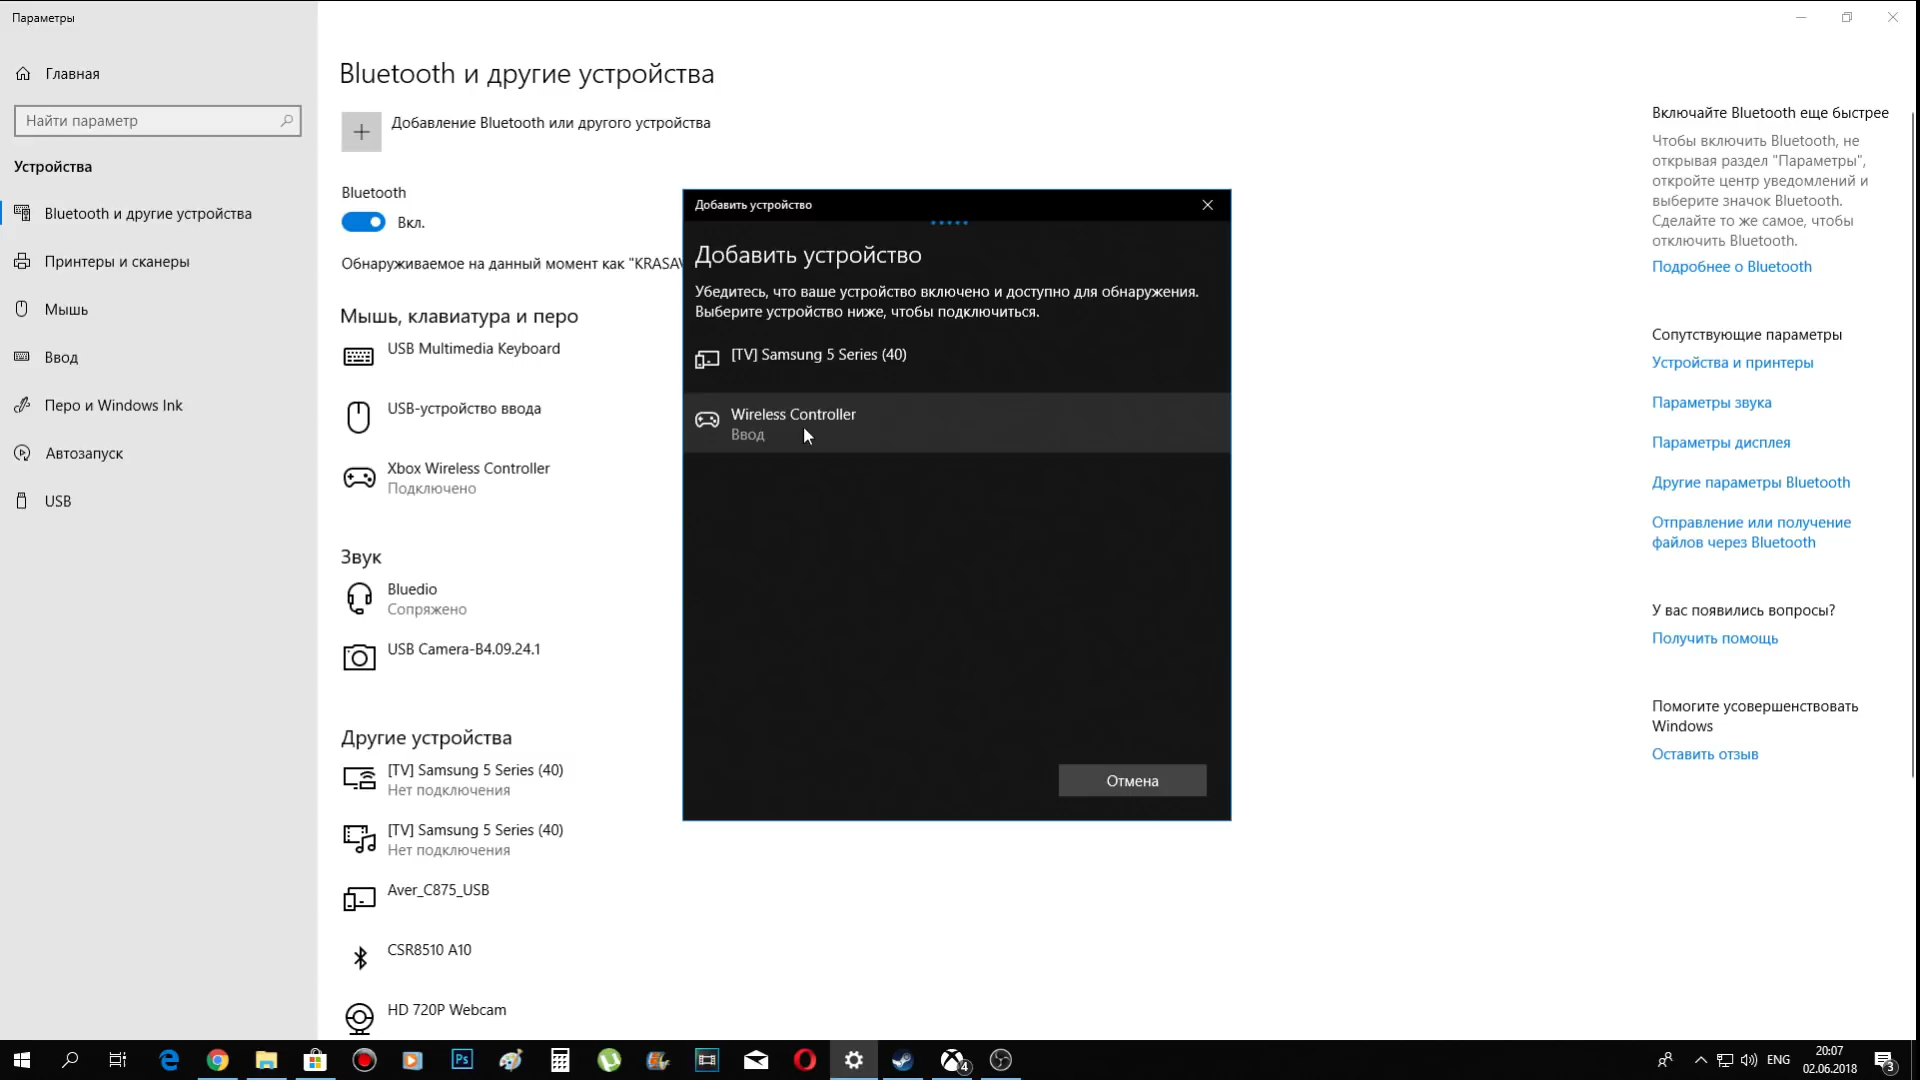 Параметры
Главная
Найти параметр
Устройства
Bluetooth и другие устройства
Принтеры и сканеры
Мышь
Ввод
Перо и Windows Ink
Автозапуск
USB
Bluetooth и другие устройства
Добавление Bluetooth или другого устройства
Bluetooth
Вкл.
Обнаруживаемое на данный момент как "KRASAV
Мышь, клавиатура и перо
USB Multimedia Keyboard
USB-устройство ввода
Xbox Wireless Controller
Подключено
Звук
Bluedio
Сопряжено
USB Camera-B4.09.24.1
Другие устройства
[TV] Samsung 5 Series (40)
Нет подключения
[TV] Samsung 5 Series (40)
Нет подключения
Aver_C875_USB
CSR8510 A10
HD 720P Webcam
Добавить устройство
Добавить устройство
Убедитесь, что ваше устройство включено и доступно для обнаружения.
Выберите устройство ниже, чтобы подключиться.
[TV] Samsung 5 Series (40)
Wireless Controller
Ввод
Отмена
Включайте Bluetooth еще быстрее
Чтобы включить Bluetooth, не
открывая раздел "Параметры",
откройте центр уведомлений и
выберите значок Bluetooth.
Сделайте то же самое, чтобы
отключить Bluetooth.
Подробнее о Bluetooth
Сопутствующие параметры
Устройства и принтеры
Параметры звука
Параметры дисплея
Другие параметры Bluetooth
Отправление или получение
файлов через Bluetooth
У вас появились вопросы?
Получить помощь
Помогите усовершенствовать
Windows
Оставить отзыв
Ps
4
ENG
20:07
02.06.2018
3